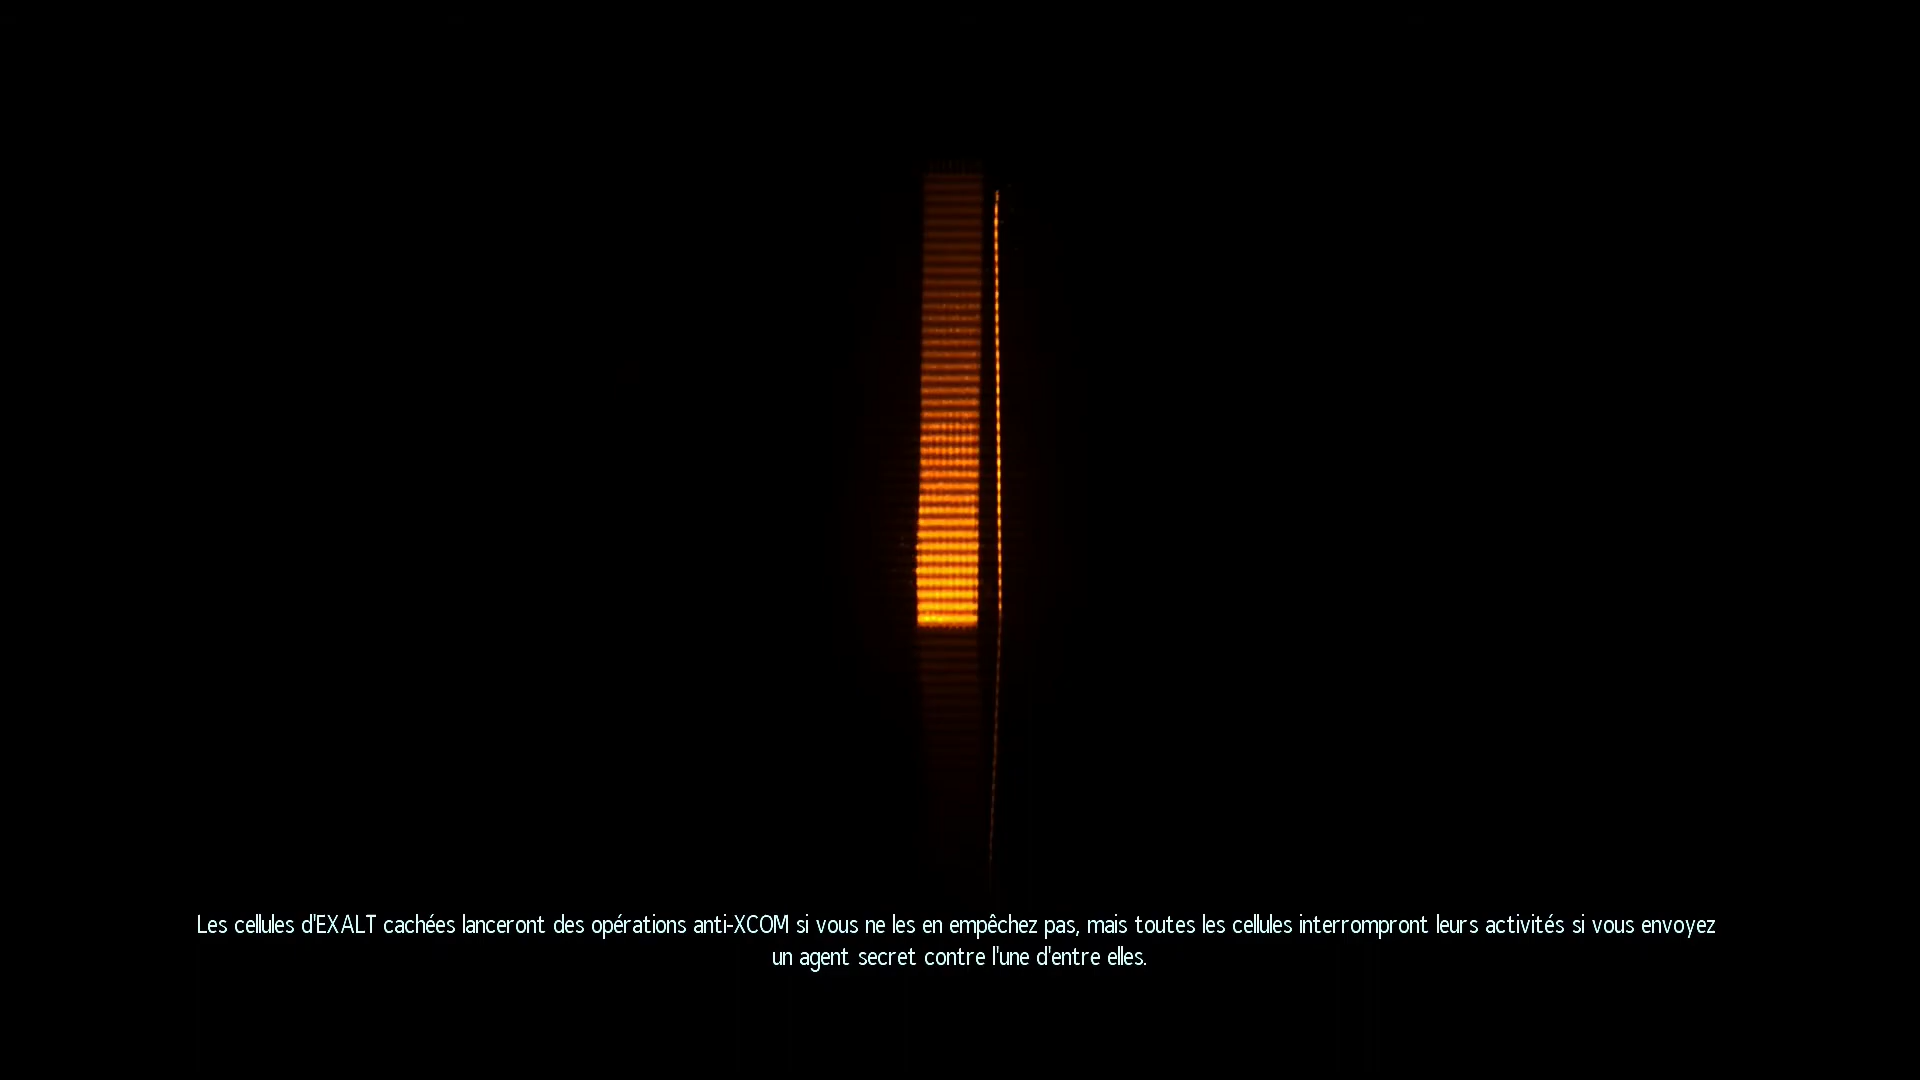 Les cellules d'EXALT cachées lanceront des opérations anti-XCOM si vous ne les en empêchez pas, mais toutes les cellules interrompront leurs activités si vous envoyez
un agent secret contre l'une d'entre elles.